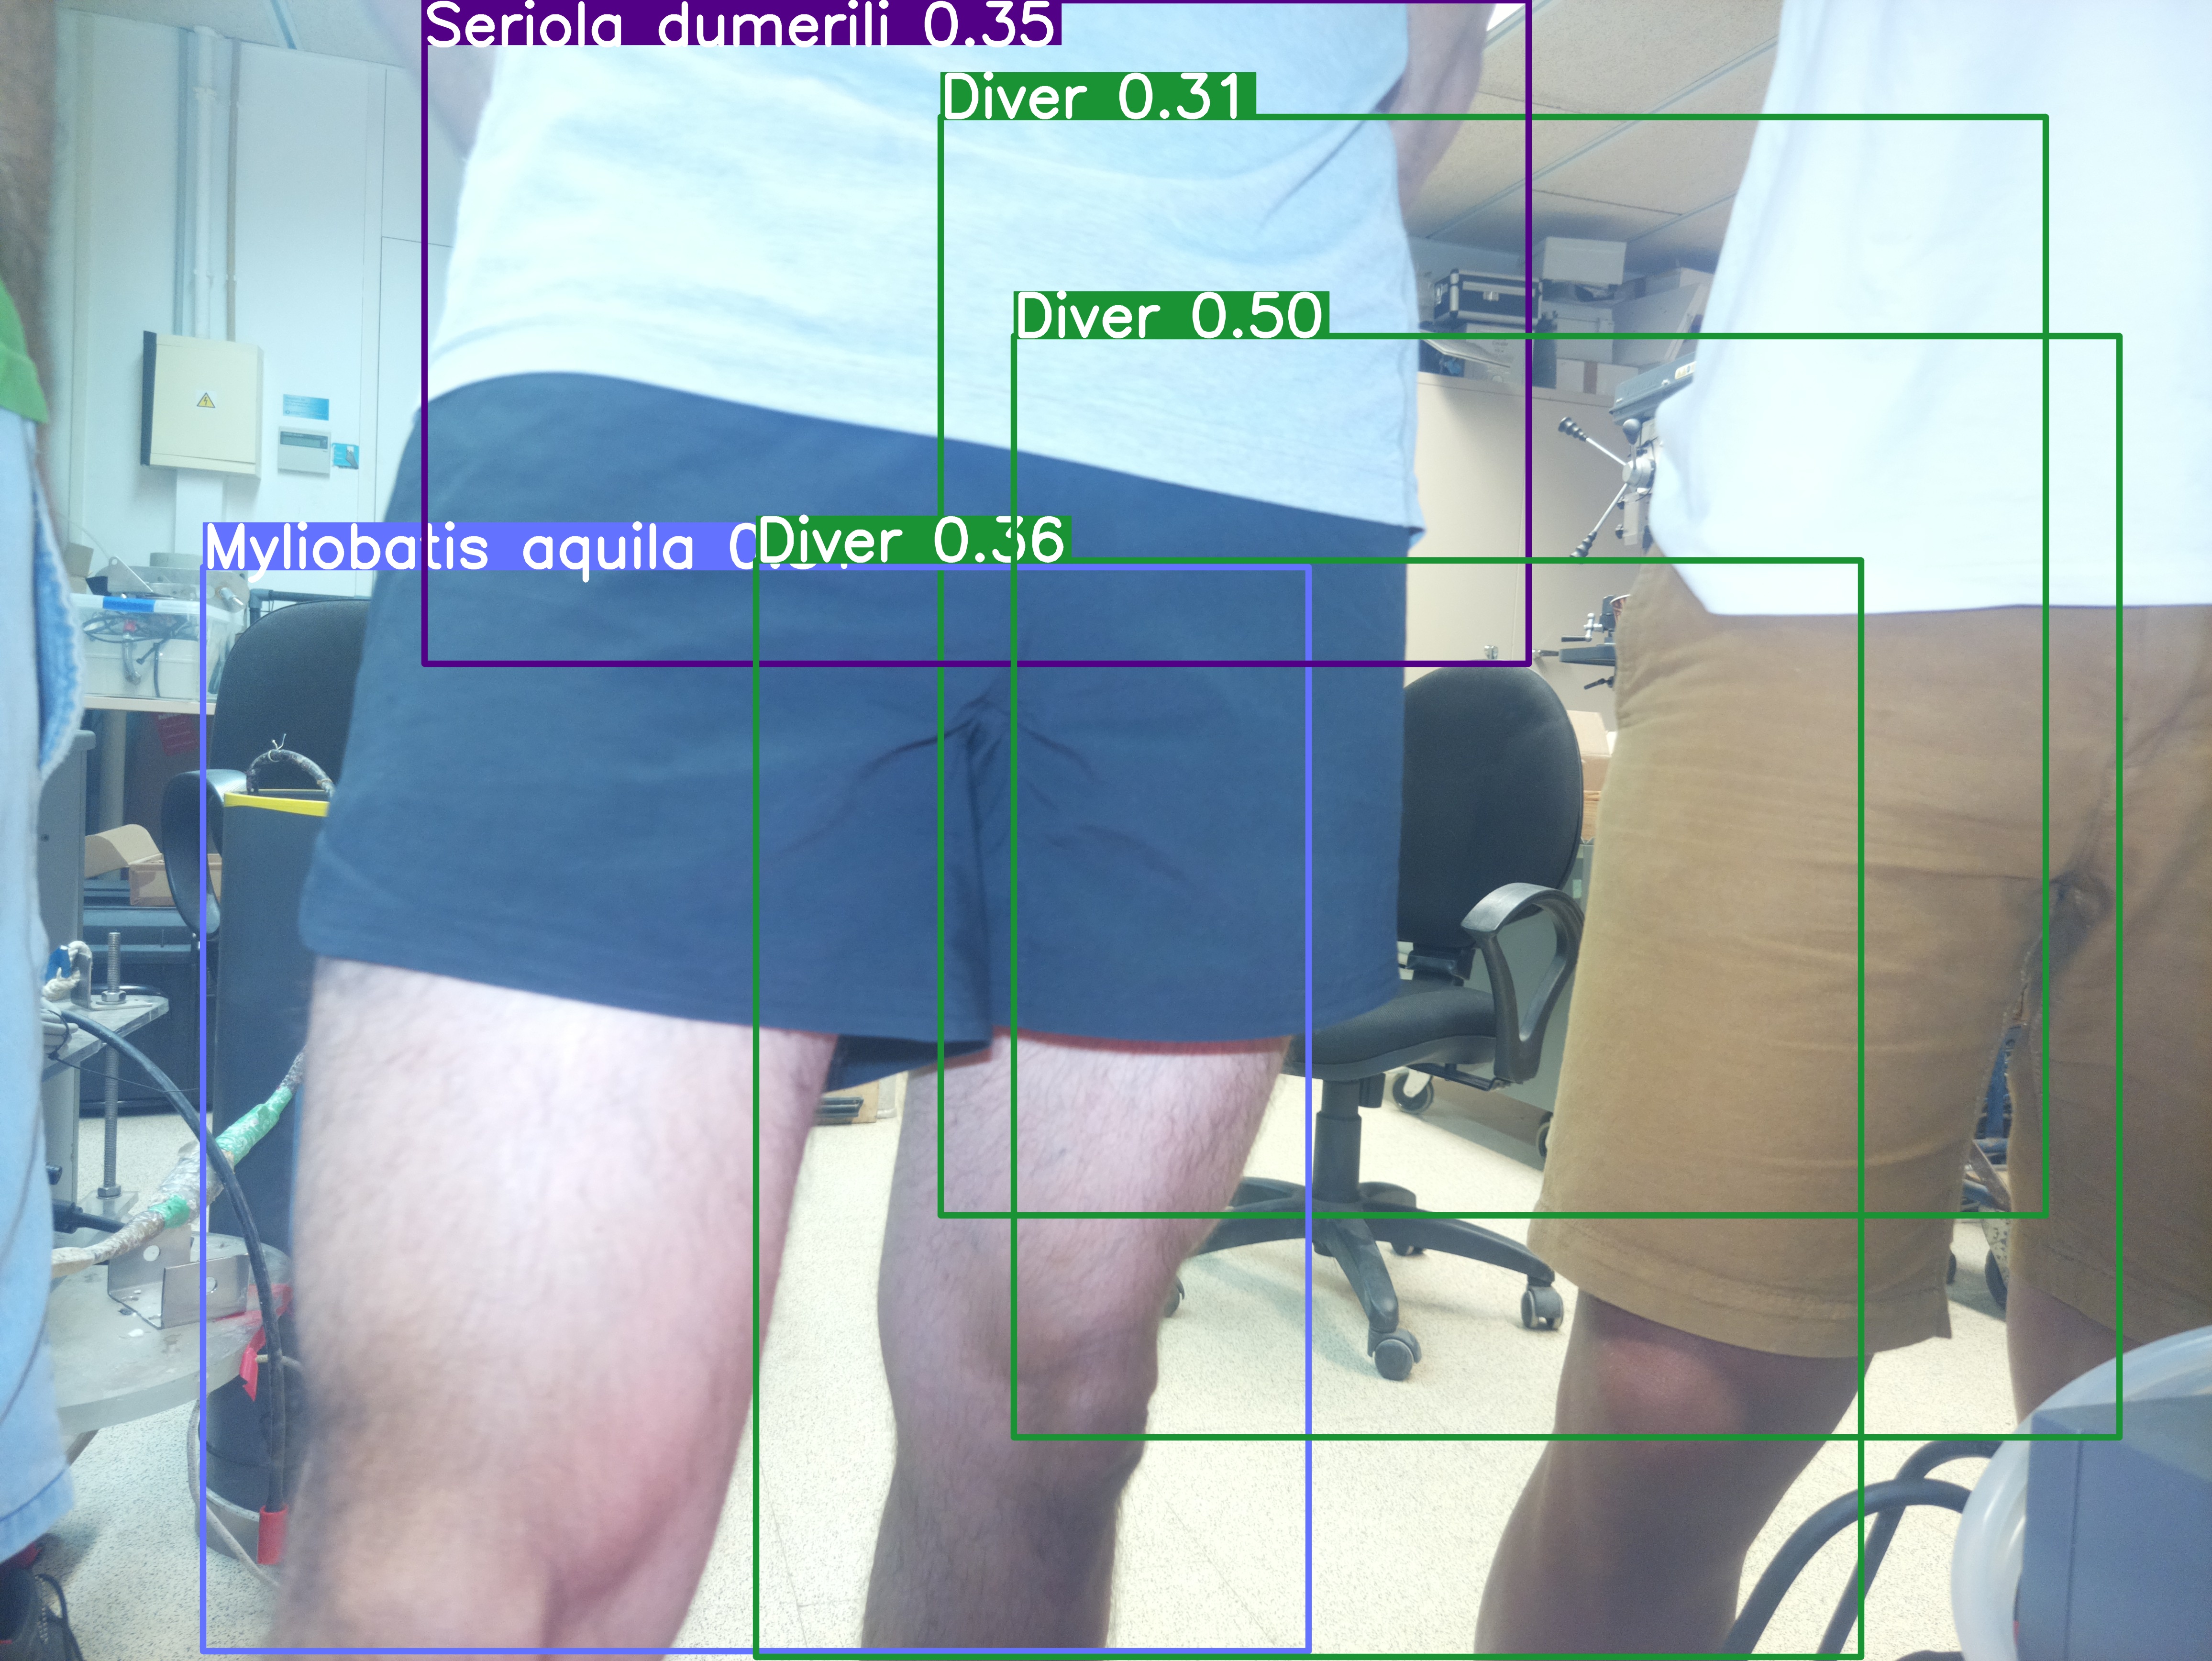 Seriola dumerili 0.35
Diver 0.31
Diver 0.50
Myliobatis aquila
Diver 0.36